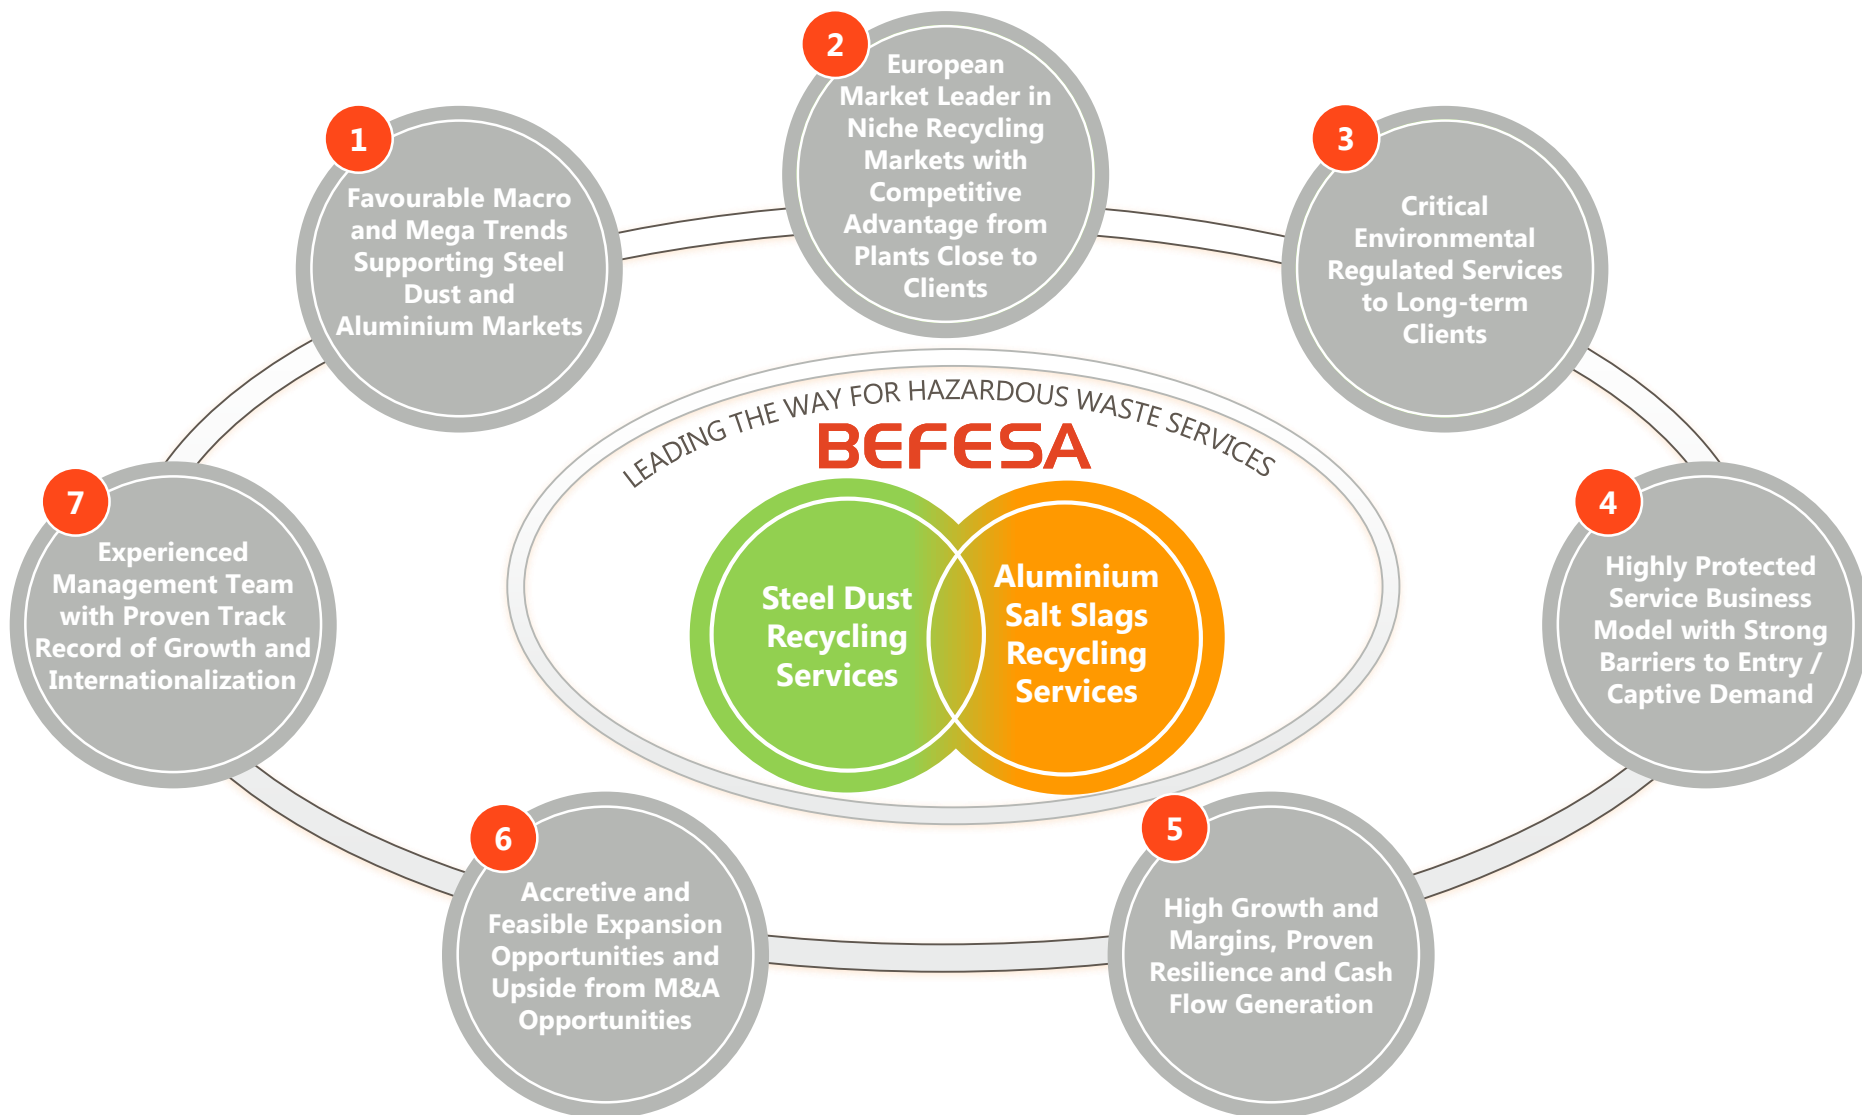 1
Favourable Macro
and Mega Trends
Supporting Steel
Dust and
Aluminium Markets
2
European
Market Leader in
Niche Recycling
Markets with
Competitive
Advantage from
Plants Close to
Clients
3
Critical
Environmental
Regulated Services
to Long-term
Clients
4
Highly Protected
Service Business
Model with Strong
Barriers to Entry /
Captive Demand
5
High Growth and
Margins, Proven
Resilience and Cash
Flow Generation
6
Accretive and
Feasible Expansion
Opportunities and
Upside from M&A
Opportunities
7
Experienced
Management Team
with Proven Track
Record of Growth and
Internationalization
LEADING THE WAY FOR HAZARDOUS WASTE SERVICES
BEFESA
Steel Dust
Recycling
Services
Aluminium
Salt Slags
Recycling
Services